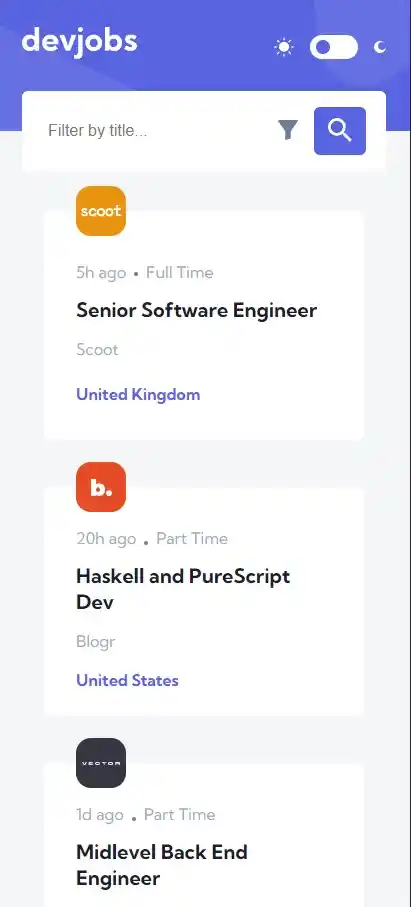 devjobs
Filter by title...
scoot
5h ago • Full Time
Senior Software Engineer
Scoot
United Kingdom
b.
20h ago • Part Time
Haskell and PureScript
Dev
Blogr
United States
VECTOR
1d ago • Part Time
Midlevel Back End
Engineer